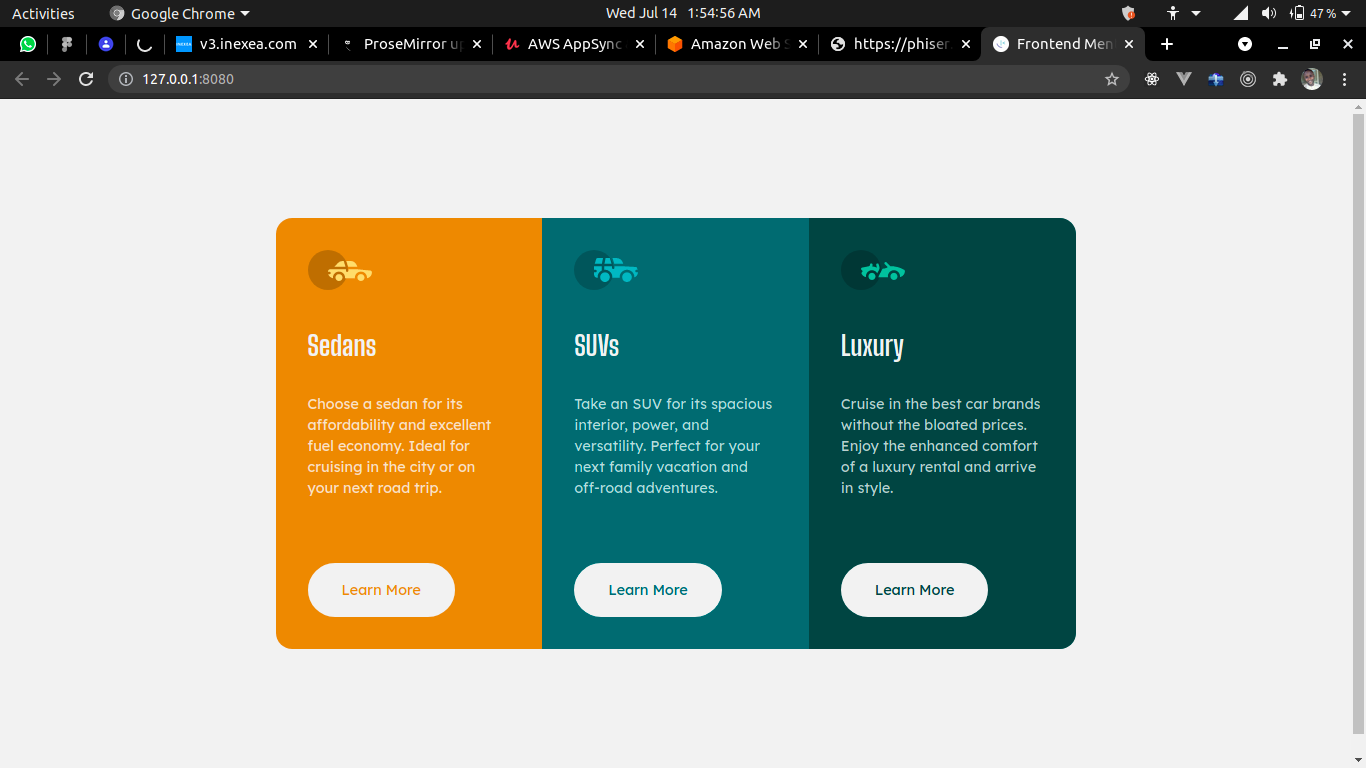 Activities Google Chrome Wed Jul 14 1:54:56 AM 47 %
INEXEA v3.inexea.com ProseMirror up AWS AppSync Amazon Web S https://phiser. Frontend Men
127.0.0.1:8080
Sedans
Choose a sedan for its
affordability and excellent
fuel economy. Ideal for
cruising in the city or on
your next road trip.
Learn More
SUVs
Take an SUV for its spacious
interior, power, and
versatility. Perfect for your
next family vacation and
off-road adventures.
Learn More
Luxury
Cruise in the best car brands
without the bloated prices.
Enjoy the enhanced comfort
of a luxury rental and arrive
in style.
Learn More